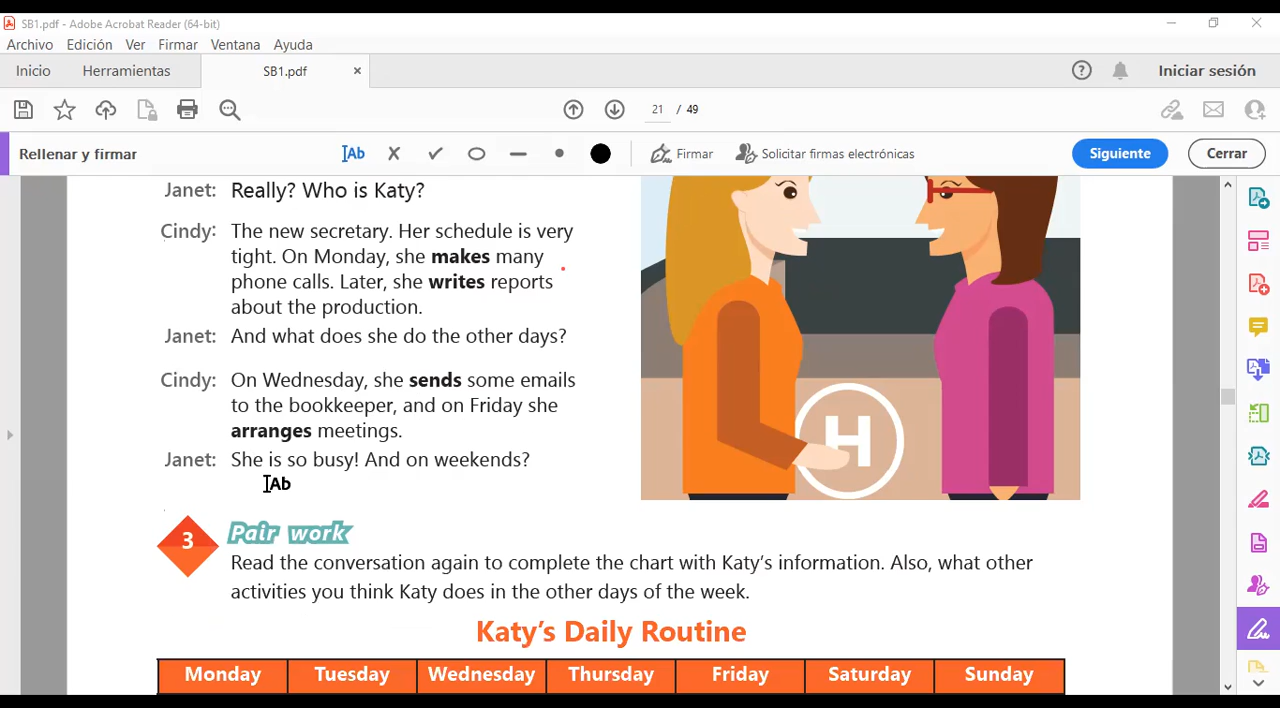 SB1.pdf - Adobe Acrobat Reader (64-bit)
Archivo Edición Ver Firmar Ventana Ayuda
Inicio Herramientas SB1.pdf × ? Iniciar sesión
21 / 49
Rellenar y firmar Ab Firmar Solicitar firmas electrónicas Siguiente Cerrar
Janet: Really? Who is Katy?
Cindy: The new secretary. Her schedule is very
tight. On Monday, she makes many
phone calls. Later, she writes reports
about the production.
Janet: And what does she do the other days?
Cindy: On Wednesday, she sends some emails
to the bookkeeper, and on Friday she
arranges meetings.
Janet: She is so busy! And on weekends?
Ab
H
3 Pair work
Read the conversation again to complete the chart with Katy's information. Also, what other
activities you think Katy does in the other days of the week.
Katy's Daily Routine
Monday Tuesday Wednesday Thursday Friday Saturday Sunday